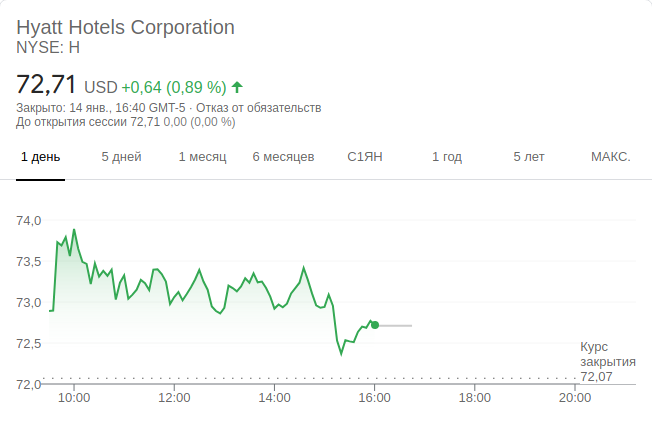 Hyatt Hotels Corporation
NYSE: H
72,71 USD +0,64 (0,89 %)
Закрыто: 14 янв., 16:40 GMT-5 · Отказ от обязательств
До открытия сессии 72,71 0,00 (0,00 %)
1 день 5 дней 1 месяц 6 месяцев С1ЯН 1 год 5 лет МАКС.
74,0
73,5
73,0
72,5
Курс
закрытия
72,07
72,0
10:00 12:00 14:00 16:00 18:00 20:00